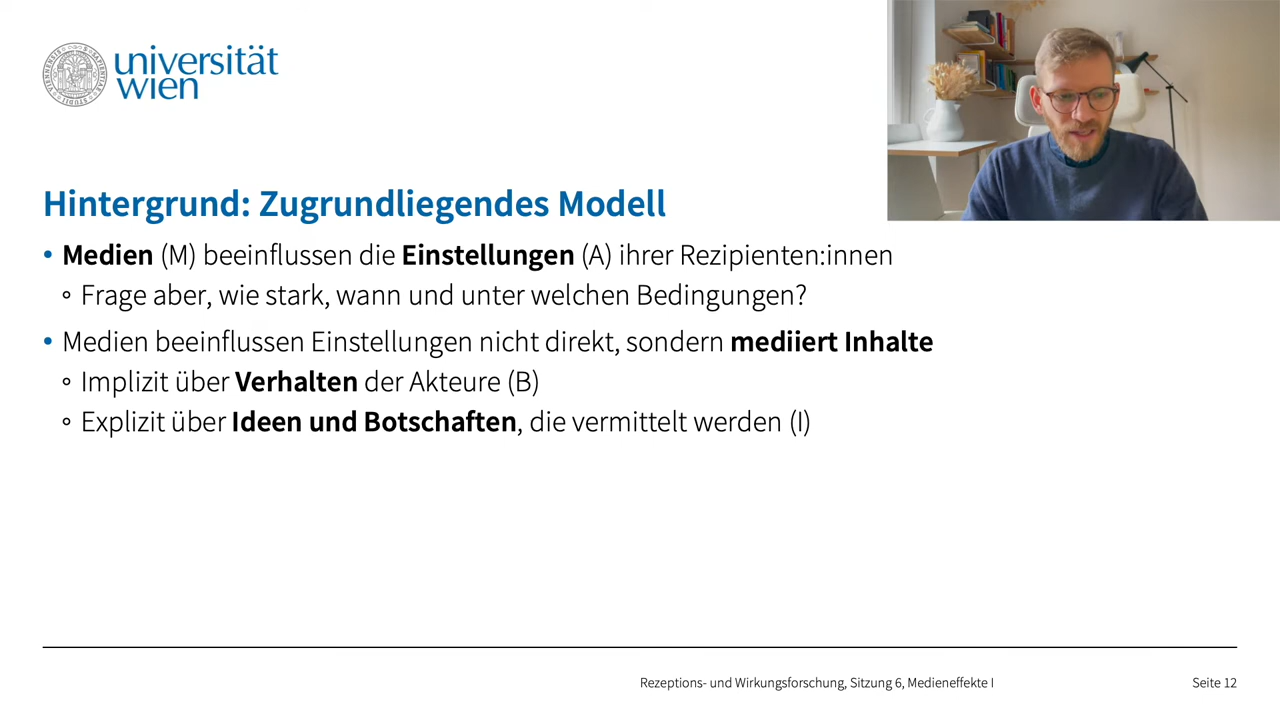 universität
wien
Hintergrund: Zugrundliegendes Modell
• Medien (M) beeinflussen die Einstellungen (A) ihrer Rezipienten:innen
◦ Frage aber, wie stark, wann und unter welchen Bedingungen?
• Medien beeinflussen Einstellungen nicht direkt, sondern mediiert Inhalte
◦ Implizit über Verhalten der Akteure (B)
◦ Explizit über Ideen und Botschaften, die vermittelt werden (I)
Rezeptions- und Wirkungsforschung, Sitzung 6, Medieneffekte I
Seite 12